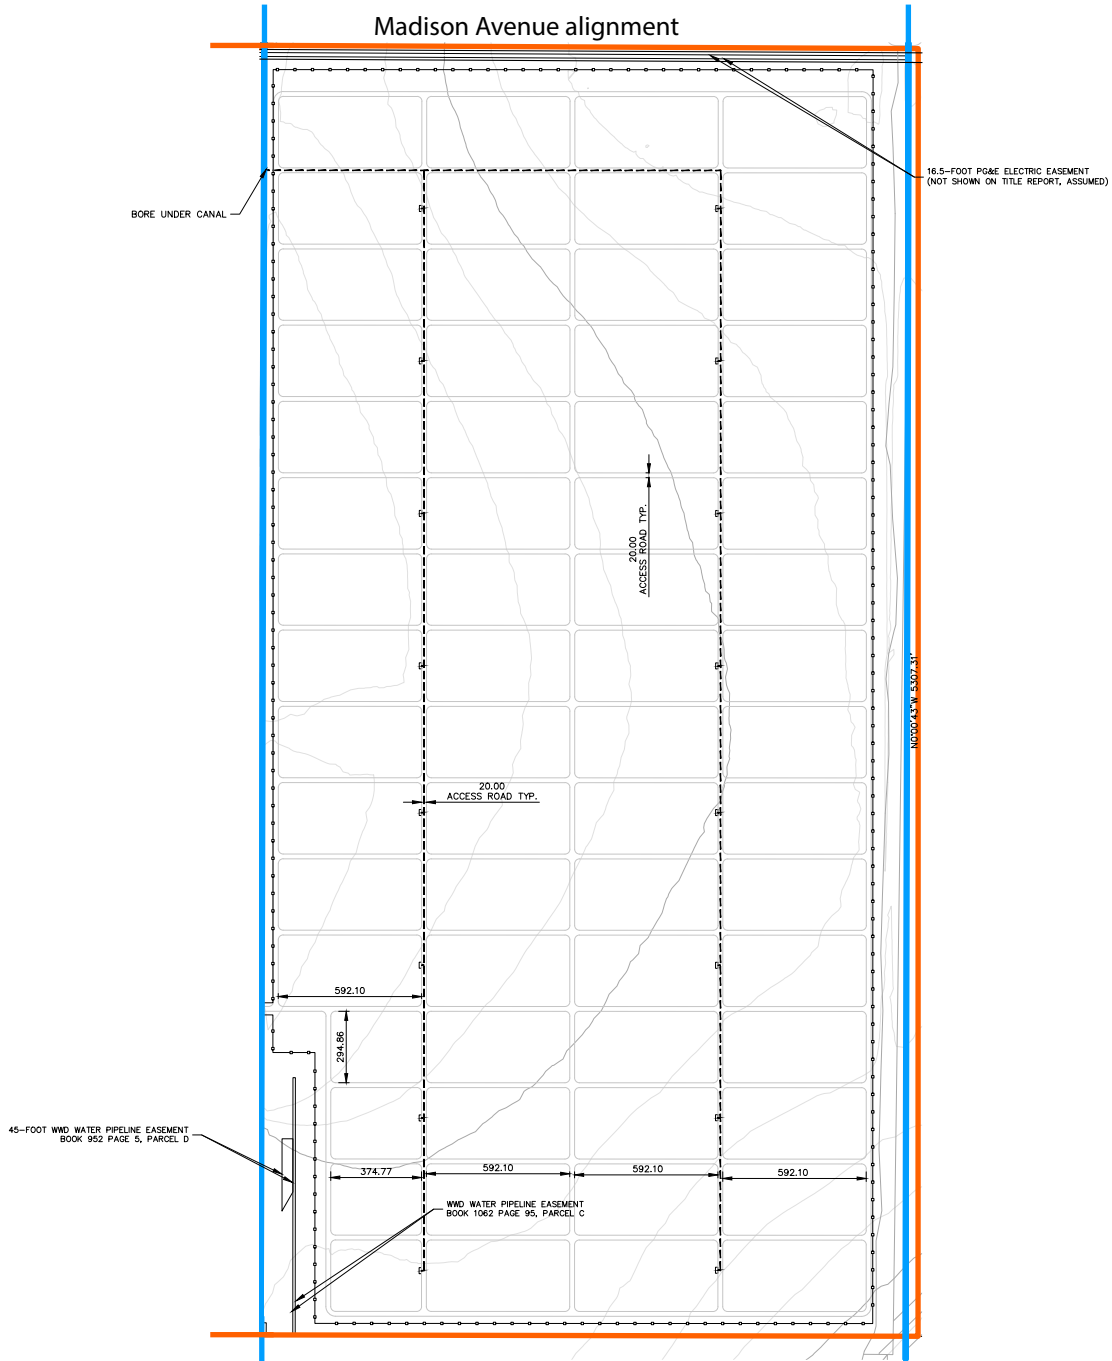 Madison Avenue alignment
16.5-FOOT PG&E ELECTRIC EASEMENT
(NOT SHOWN ON TITLE REPORT, ASSUMED)
BORE UNDER CANAL
20.00
ACCESS ROAD TYP.
N0°00'43"W 5307.31'
20.00
ACCESS ROAD TYP.
592.10
294.86
45-FOOT WWD WATER PIPELINE EASEMENT
BOOK 952 PAGE 5, PARCEL D
374.77
592.10
592.10
592.10
WWD WATER PIPELINE EASEMENT
BOOK 1062 PAGE 95, PARCEL C